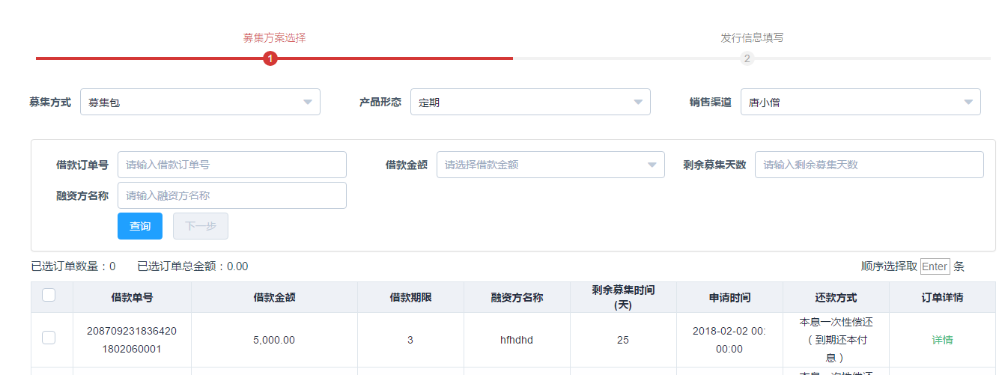 募集方案选择 发行信息填写
1 2
募集方式 募集包 产品形态 定期 销售渠道 唐小僧
借款订单号 请输入借款订单号 借款金额 请选择借款金额 剩余募集天数 请输入剩余募集天数
融资方名称 请输入融资方名称
查询 下一步
已选订单数量：0 已选订单总金额：0.00 顺序选择取 Enter 条
借款单号 借款金额 借款期限 融资方名称 剩余募集时间(天) 申请时间 还款方式 订单详情
208709231836420 5,000.00 3 hfhdhd 25 2018-02-02 00: 本息一次性偿还 详情
1802060001 00:00 （到期还本付
息）
本息一次性偿还